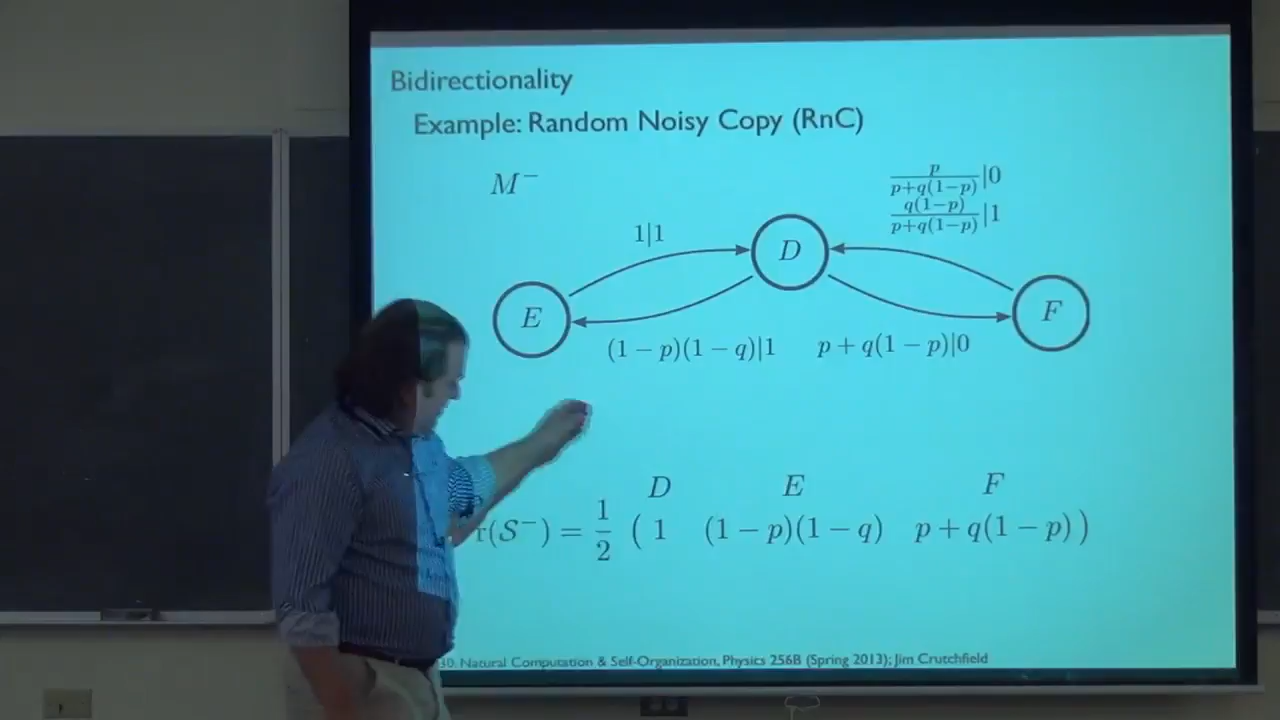 Bidirectionality
Example: Random Noisy Copy (RnC)
M⁻
p/(p+q(1−p))|0
q(1−p)/(p+q(1−p))|1
1|1
D
E
F
(1 − p)(1 − q)|1
p + q(1 − p)|0
D E F
r(𝒮⁻) = 1/2 ( 1 (1 − p)(1 − q) p + q(1 − p) )
30. Natural Computation & Self-Organization, Physics 256B (Spring 2013); Jim Crutchfield